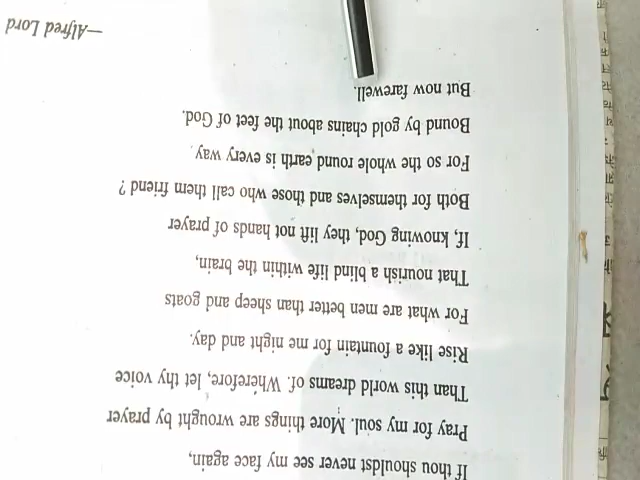 If thou shouldst never see my face again,
Pray for my soul. More things are wrought by prayer
Than this world dreams of. Wherefore, let thy voice
Rise like a fountain for me night and day.
For what are men better than sheep and goats
That nourish a blind life within the brain,
If, knowing God, they lift not hands of prayer
Both for themselves and those who call them friend ?
For so the whole round earth is every way
Bound by gold chains about the feet of God.
But now farewell.
—Alfred Lord